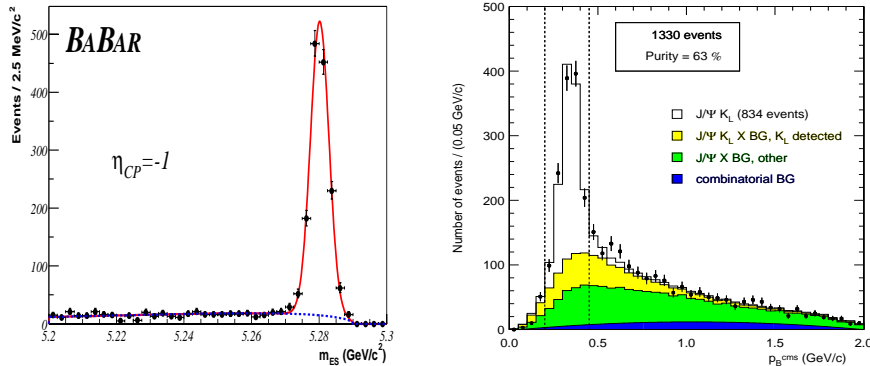 BABAR
Events / 2.5 MeV/c²
η_CP=-1
500
400
300
200
100
0
5.2 5.22 5.24 5.26 5.28 5.3
m_ES (GeV/c²)
1330 events
Purity = 63 %
J/Ψ K_L (834 events)
J/Ψ K_L X BG, K_L detected
J/Ψ X BG, other
combinatorial BG
Number of events / (0.05 GeV/c)
500
400
300
200
100
0
0.0 0.5 1.0 1.5 2.0
p_B^cms (GeV/c)